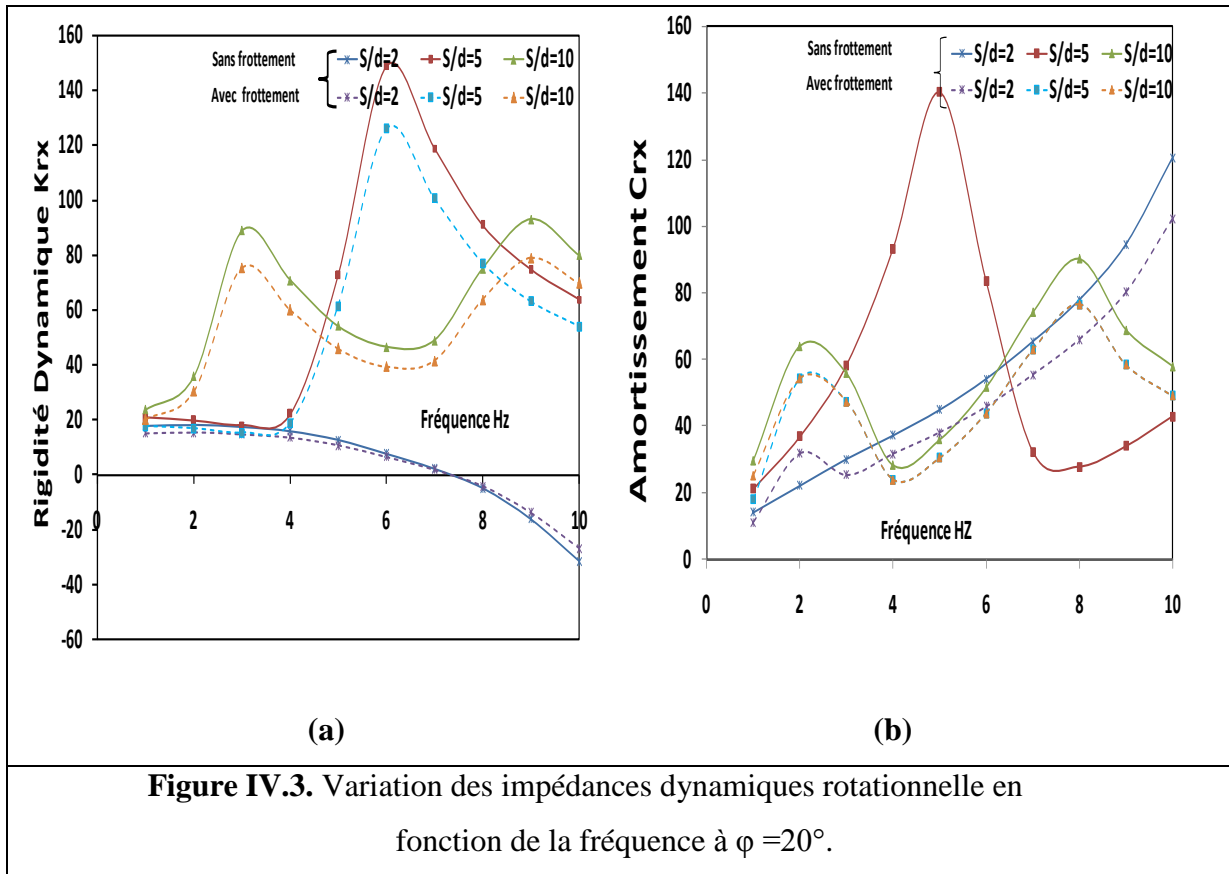 Rigidité Dynamique Krx
160
140
120
100
80
60
40
20
0
-20
-40
-60
0
2
4
6
8
10
Sans frottement
S/d=2
S/d=5
S/d=10
Avec frottement
S/d=2
S/d=5
S/d=10
Fréquence Hz
(a)
Amortissement Crx
160
140
120
100
80
60
40
20
0
0
2
4
6
8
10
Sans frottement
S/d=2
S/d=5
S/d=10
Avec frottement
S/d=2
S/d=5
S/d=10
Fréquence HZ
(b)
Figure IV.3. Variation des impédances dynamiques rotationnelle en
fonction de la fréquence à φ =20°.